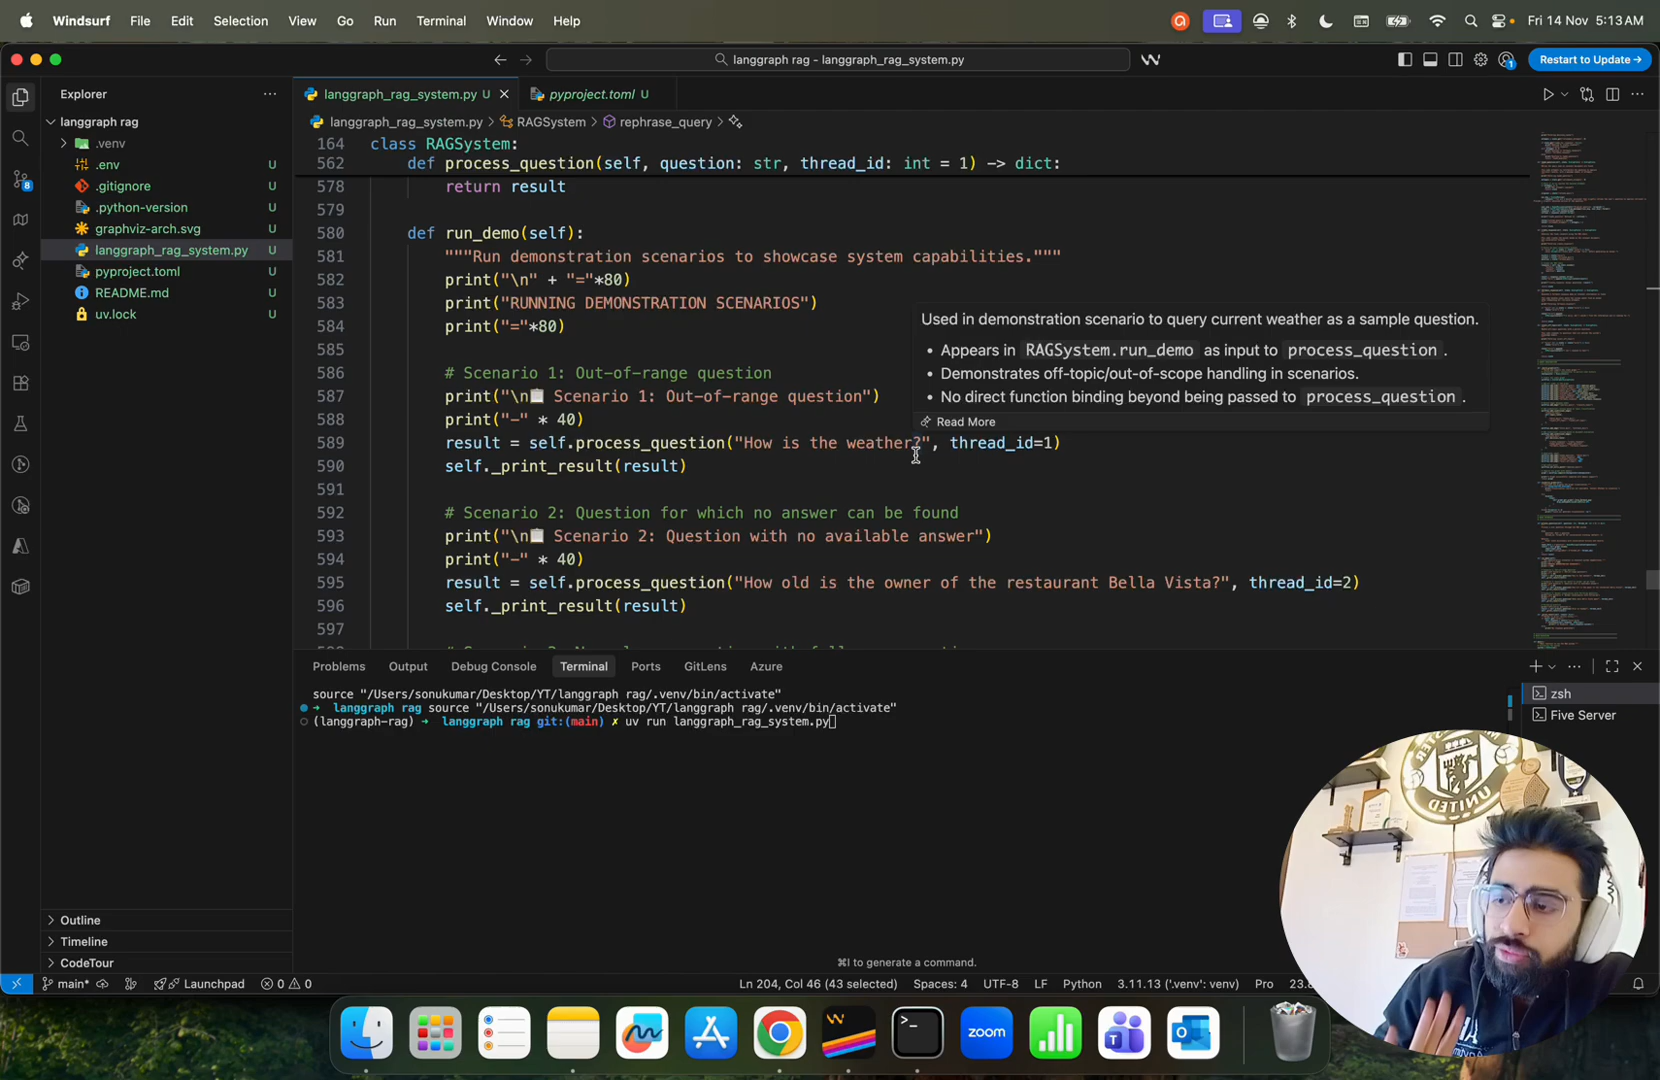 Windsurf File Edit Selection View Go Run Terminal Window Help
Fri 14 Nov 5:13 AM
langgraph rag - langgraph_rag_system.py
Restart to Update →
Explorer
langgraph_rag_system.py U
pyproject.toml U
langgraph rag
.venv
.env U
.gitignore U
.python-version U
graphviz-arch.svg U
langgraph_rag_system.py U
pyproject.toml U
README.md U
uv.lock U
8
1
langgraph_rag_system.py > RAGSystem > rephrase_query >
164 class RAGSystem:
562 def process_question(self, question: str, thread_id: int = 1) -> dict:
578 return result
579
580 def run_demo(self):
581 """Run demonstration scenarios to showcase system capabilities."""
582 print("\n" + "="*80)
583 print("RUNNING DEMONSTRATION SCENARIOS")
584 print("="*80)
585
586 # Scenario 1: Out-of-range question
587 print("\n📋 Scenario 1: Out-of-range question")
588 print("-" * 40)
589 result = self.process_question("How is the weather?", thread_id=1)
590 self._print_result(result)
591
592 # Scenario 2: Question for which no answer can be found
593 print("\n📋 Scenario 2: Question with no available answer")
594 print("-" * 40)
595 result = self.process_question("How old is the owner of the restaurant Bella Vista?", thread_id=2)
596 self._print_result(result)
597
Used in demonstration scenario to query current weather as a sample question.
• Appears in RAGSystem.run_demo as input to process_question .
• Demonstrates off-topic/out-of-scope handling in scenarios.
• No direct function binding beyond being passed to process_question .
Read More
Problems Output Debug Console Terminal Ports GitLens Azure
source "/Users/sonukumar/Desktop/YT/langgraph rag/.venv/bin/activate"
➜ langgraph rag source "/Users/sonukumar/Desktop/YT/langgraph rag/.venv/bin/activate"
(langgraph-rag) ➜ langgraph rag git:(main) ✗ uv run langgraph_rag_system.py
zsh
Five Server
⌘I to generate a command.
Outline
Timeline
CodeTour
main* Launchpad 0 0
Ln 204, Col 46 (43 selected) Spaces: 4 UTF-8 LF Python 3.11.13 ('.venv': venv) Pro
UNITED
zoom